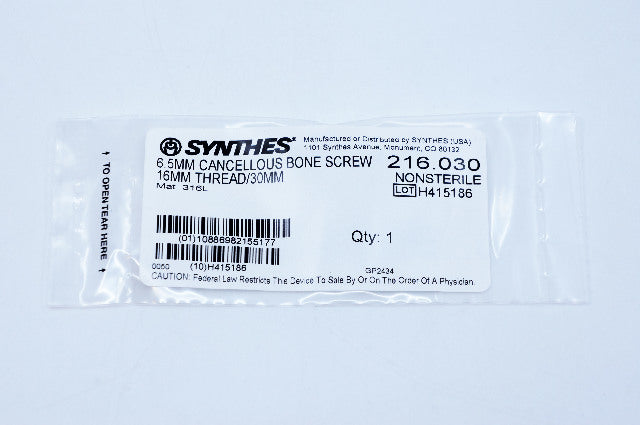 ← TO OPEN TEAR HERE →
SYNTHES®
Manufactured or Distributed by SYNTHES (USA)
1101 Synthes Avenue, Monument, CO 80132
6.5MM CANCELLOUS BONE SCREW
16MM THREAD/30MM
Mat. 316L
216.030
NONSTERILE
LOT H415186
(01)10886982155177
Qty: 1
0050 (10)H415186
GP2434
CAUTION: Federal Law Restricts This Device To Sale By Or On The Order Of A Physician.